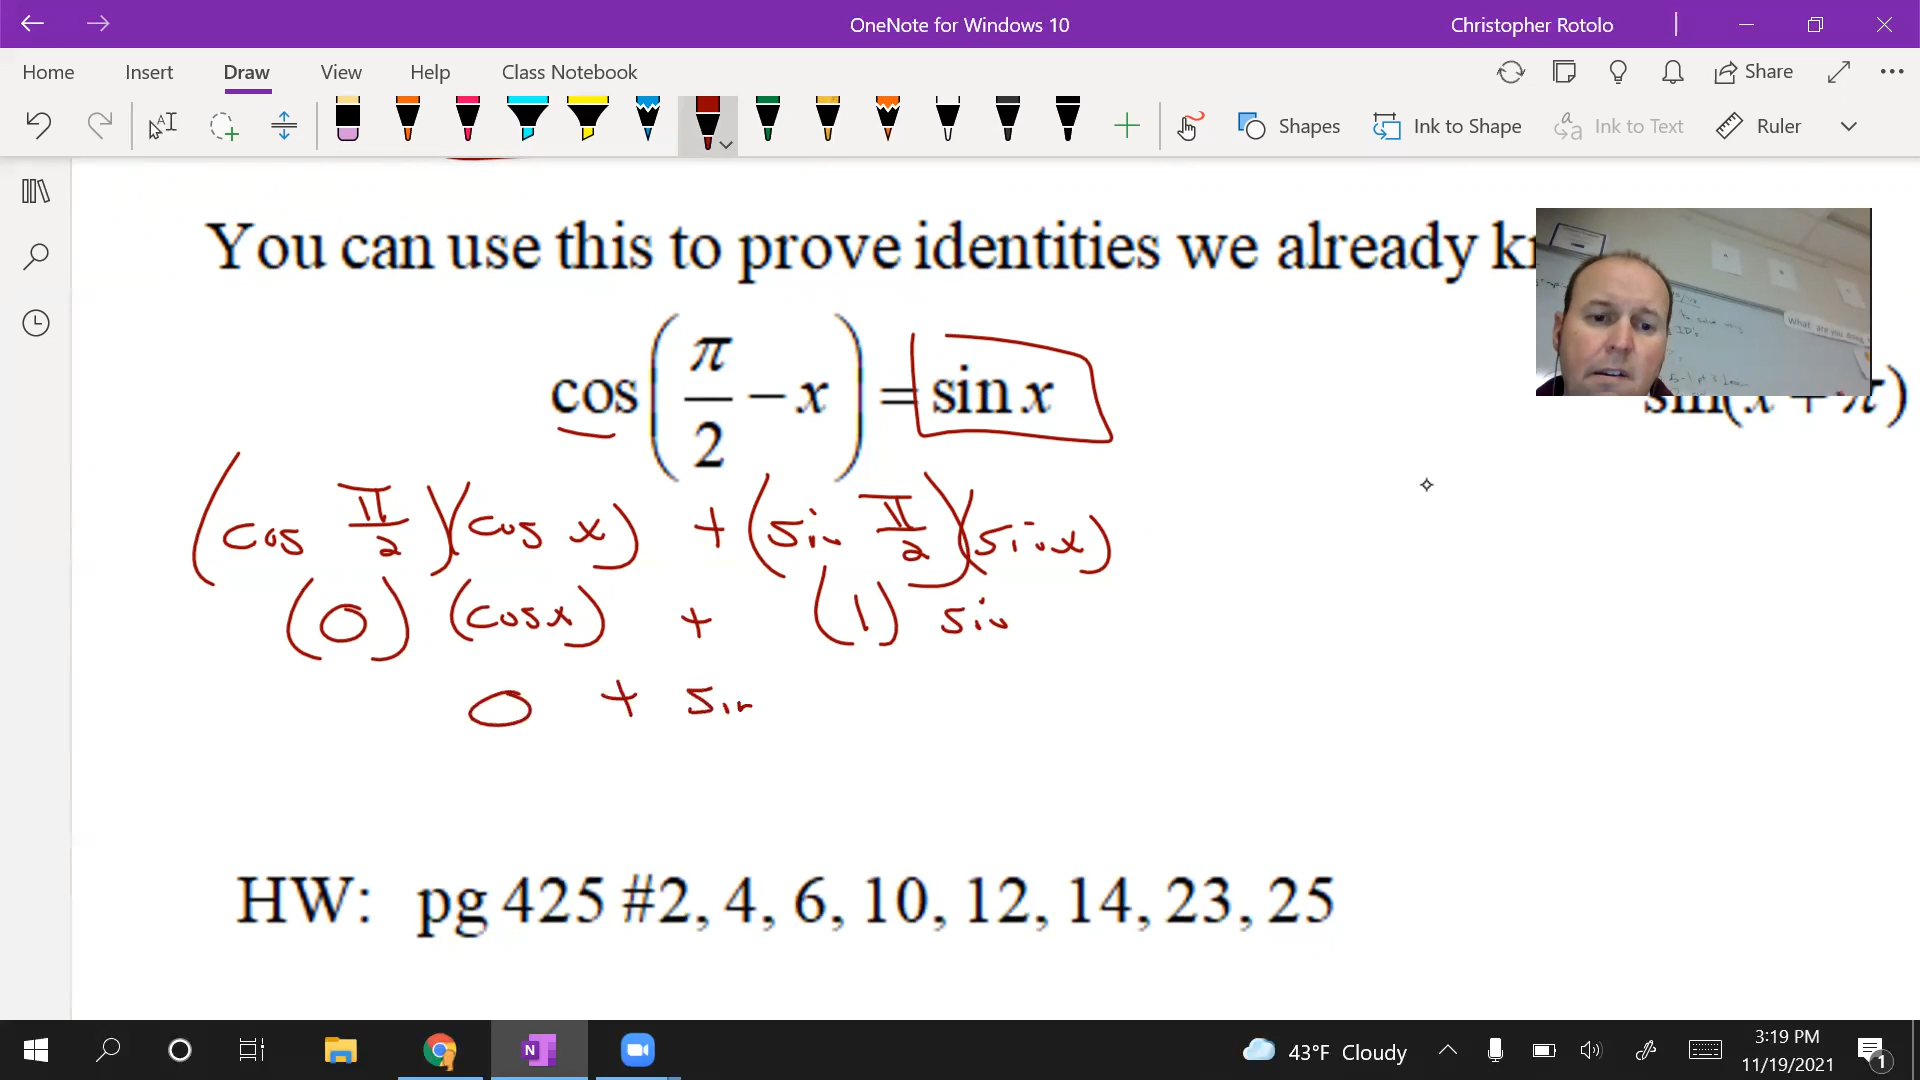 OneNote for Windows 10
Christopher Rotolo
Home Insert Draw View Help Class Notebook
Share
Shapes Ink to Shape Ink to Text Ruler
You can use this to prove identities we already
cos(π/2 − x) = sin x
sin(x + π)
(cos π/2)(cos x) + (sin π/2)(sin x)
(0) (cos x) + (1) sin
0 + sin
HW: pg 425 #2, 4, 6, 10, 12, 14, 23, 25
43°F Cloudy
3:19 PM
11/19/2021
1